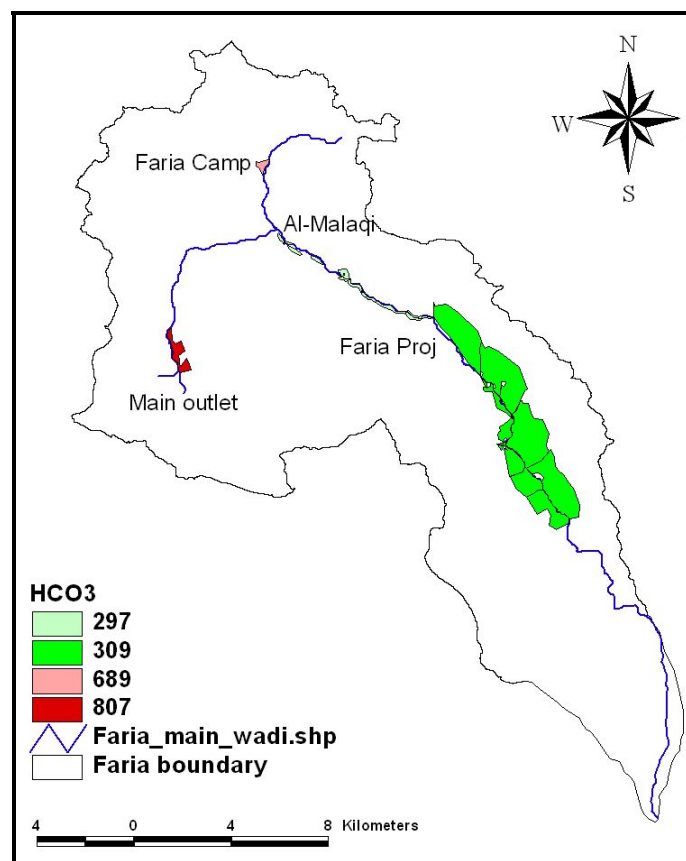 N
W E
S
Faria Camp
Al-Malaqi
Faria Proj
Main outlet
HCO3
297
309
689
807
Faria_main_wadi.shp
Faria boundary
4 0 4 8 Kilometers